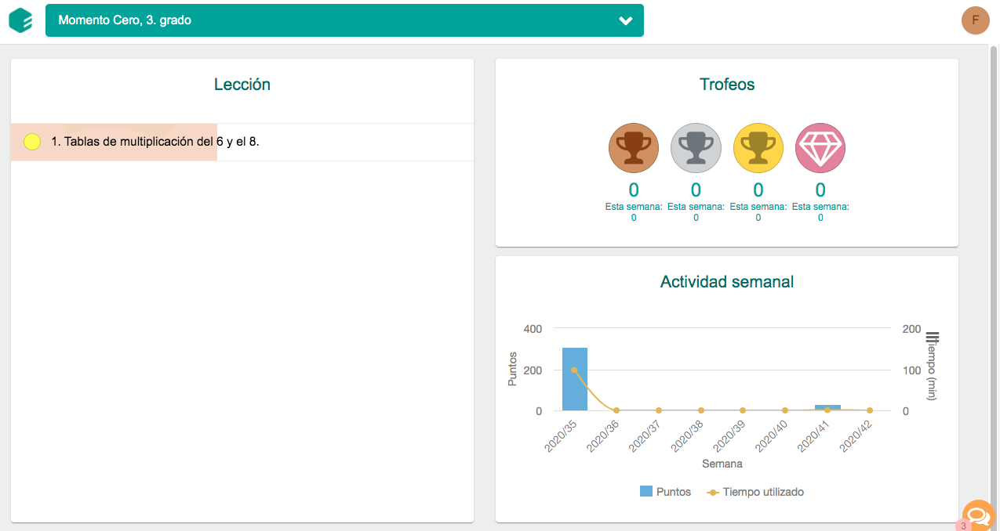 Momento Cero, 3. grado
F
Lección
1. Tablas de multiplicación del 6 y el 8.
Trofeos
0 0 0 0
Esta semana: Esta semana: Esta semana: Esta semana:
0 0 0 0
Actividad semanal
400 200
200 100
0 0
Puntos
Tiempo (min)
2020/35 2020/36 2020/37 2020/38 2020/39 2020/40 2020/41 2020/42
Semana
Puntos Tiempo utilizado
3